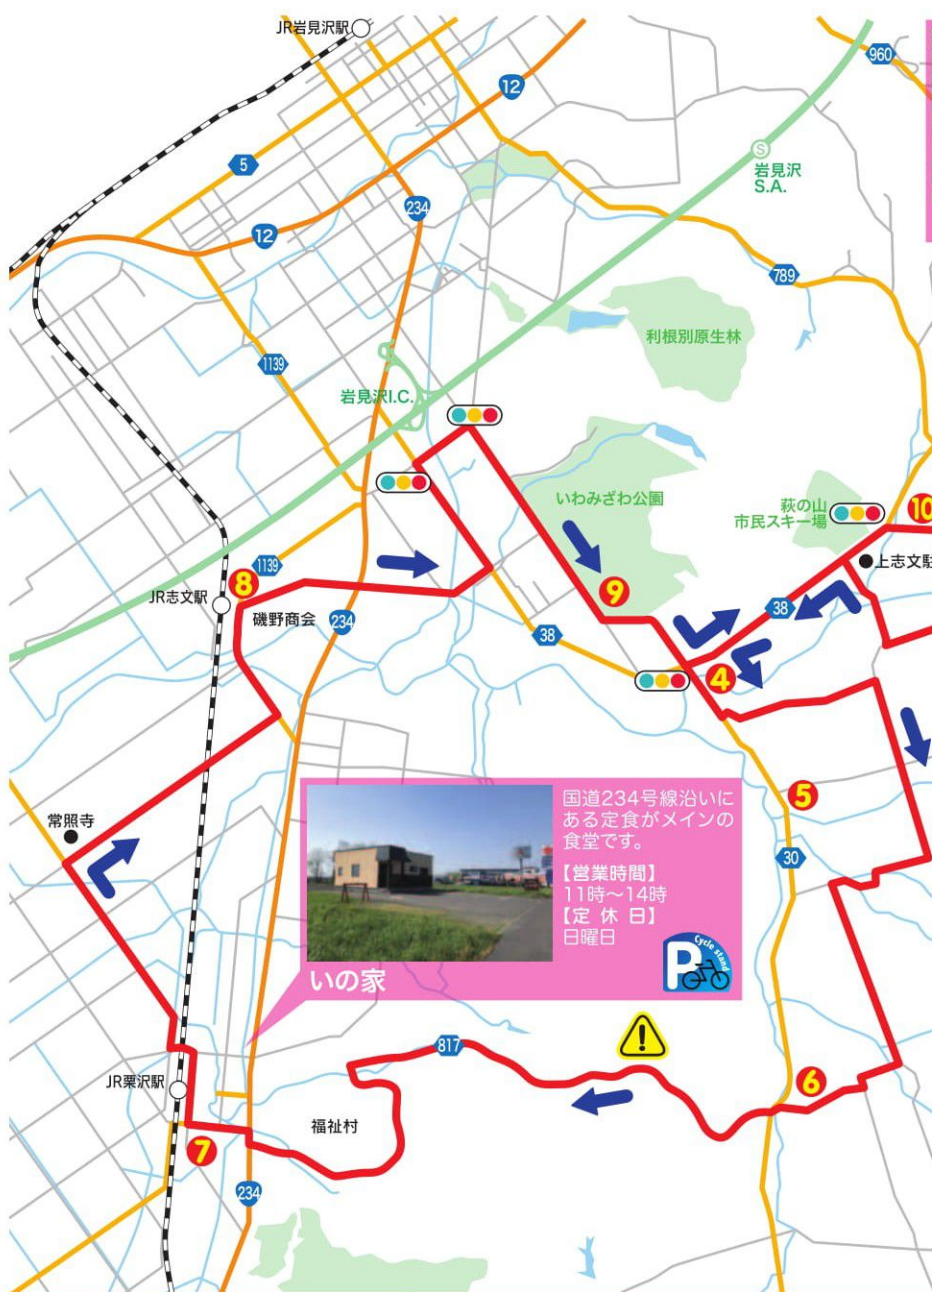 JR岩見沢駅
960
12
5
S
岩見沢
S.A.
234
12
789
利根別原生林
1139
岩見沢I.C.
いわみざわ公園
萩の山
市民スキー場
10
上志文駐
1139
8
JR志文駅
磯野商会
234
9
38
38
4
常照寺
国道234号線沿いに
ある定食がメインの
食堂です。
【営業時間】
11時～14時
【定 休 日】
日曜日
Cycle stand
P
いの家
5
30
817
!
6
JR栗沢駅
福祉村
7
234